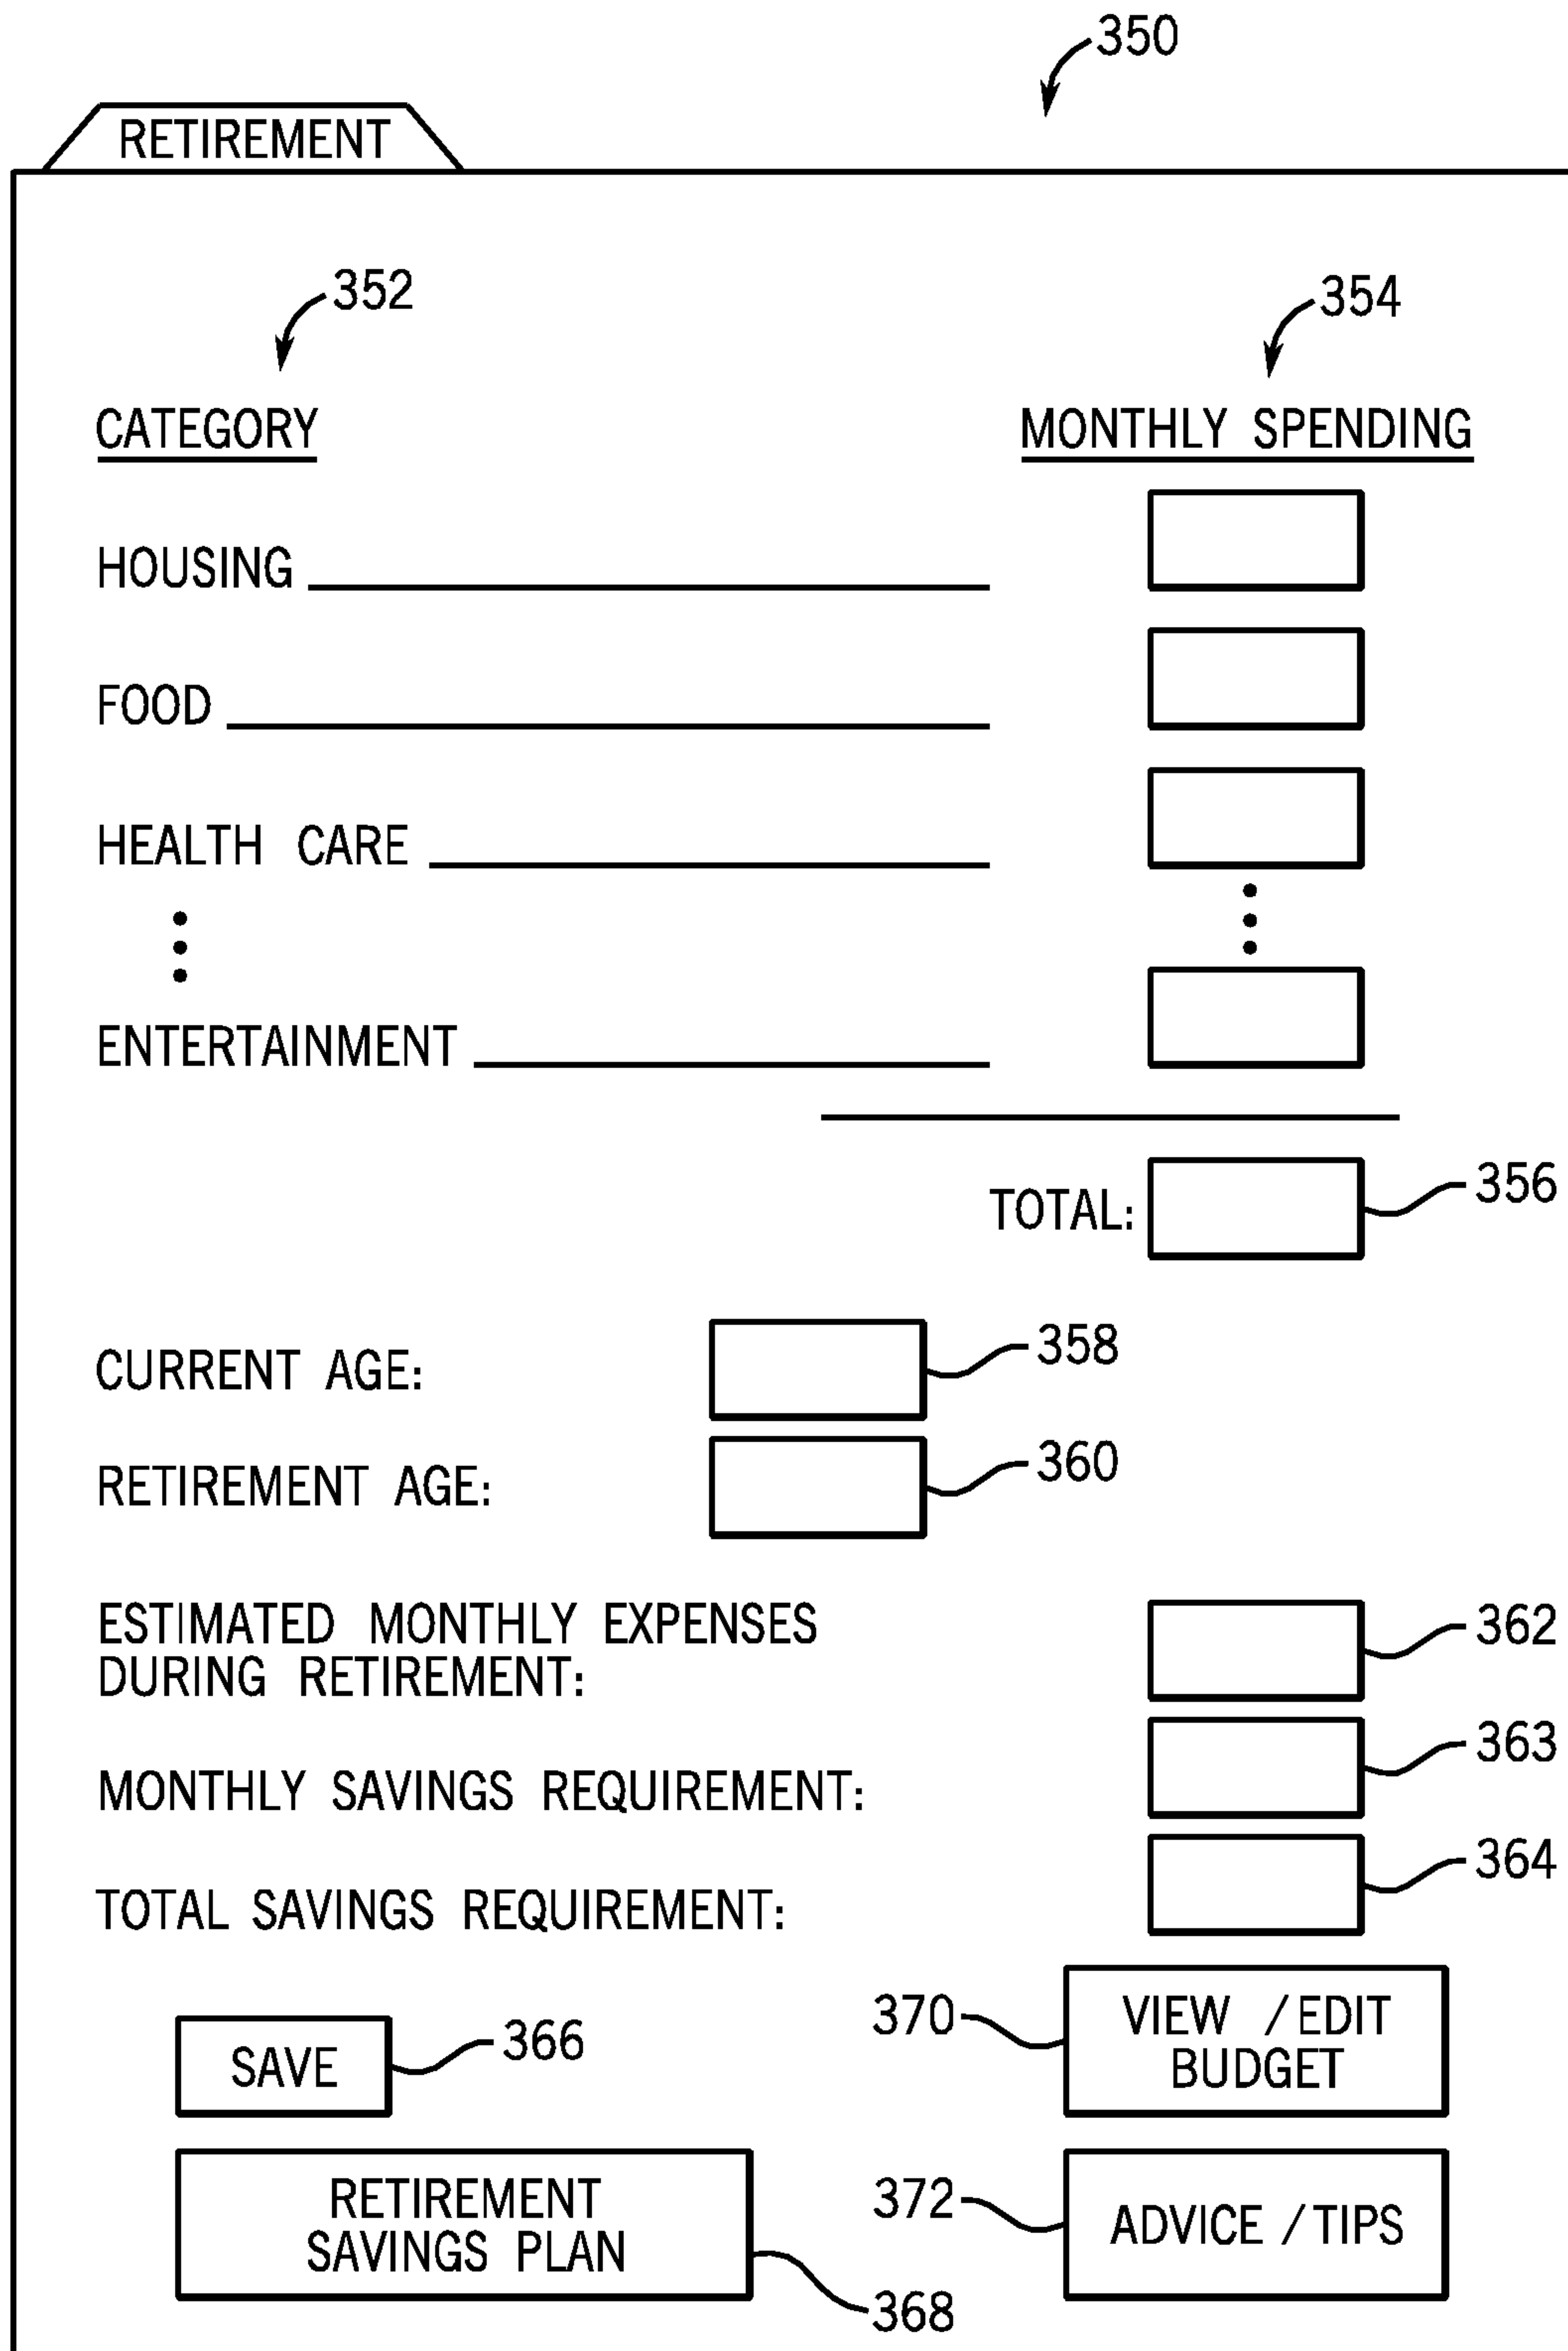 350
RETIREMENT
352
354
CATEGORY
MONTHLY SPENDING
HOUSING
FOOD
HEALTH CARE
ENTERTAINMENT
TOTAL:
356
CURRENT AGE:
358
RETIREMENT AGE:
360
ESTIMATED MONTHLY EXPENSES
DURING RETIREMENT:
362
MONTHLY SAVINGS REQUIREMENT:
363
TOTAL SAVINGS REQUIREMENT:
364
SAVE
366
370
VIEW / EDIT
BUDGET
RETIREMENT
SAVINGS PLAN
368
372
ADVICE / TIPS